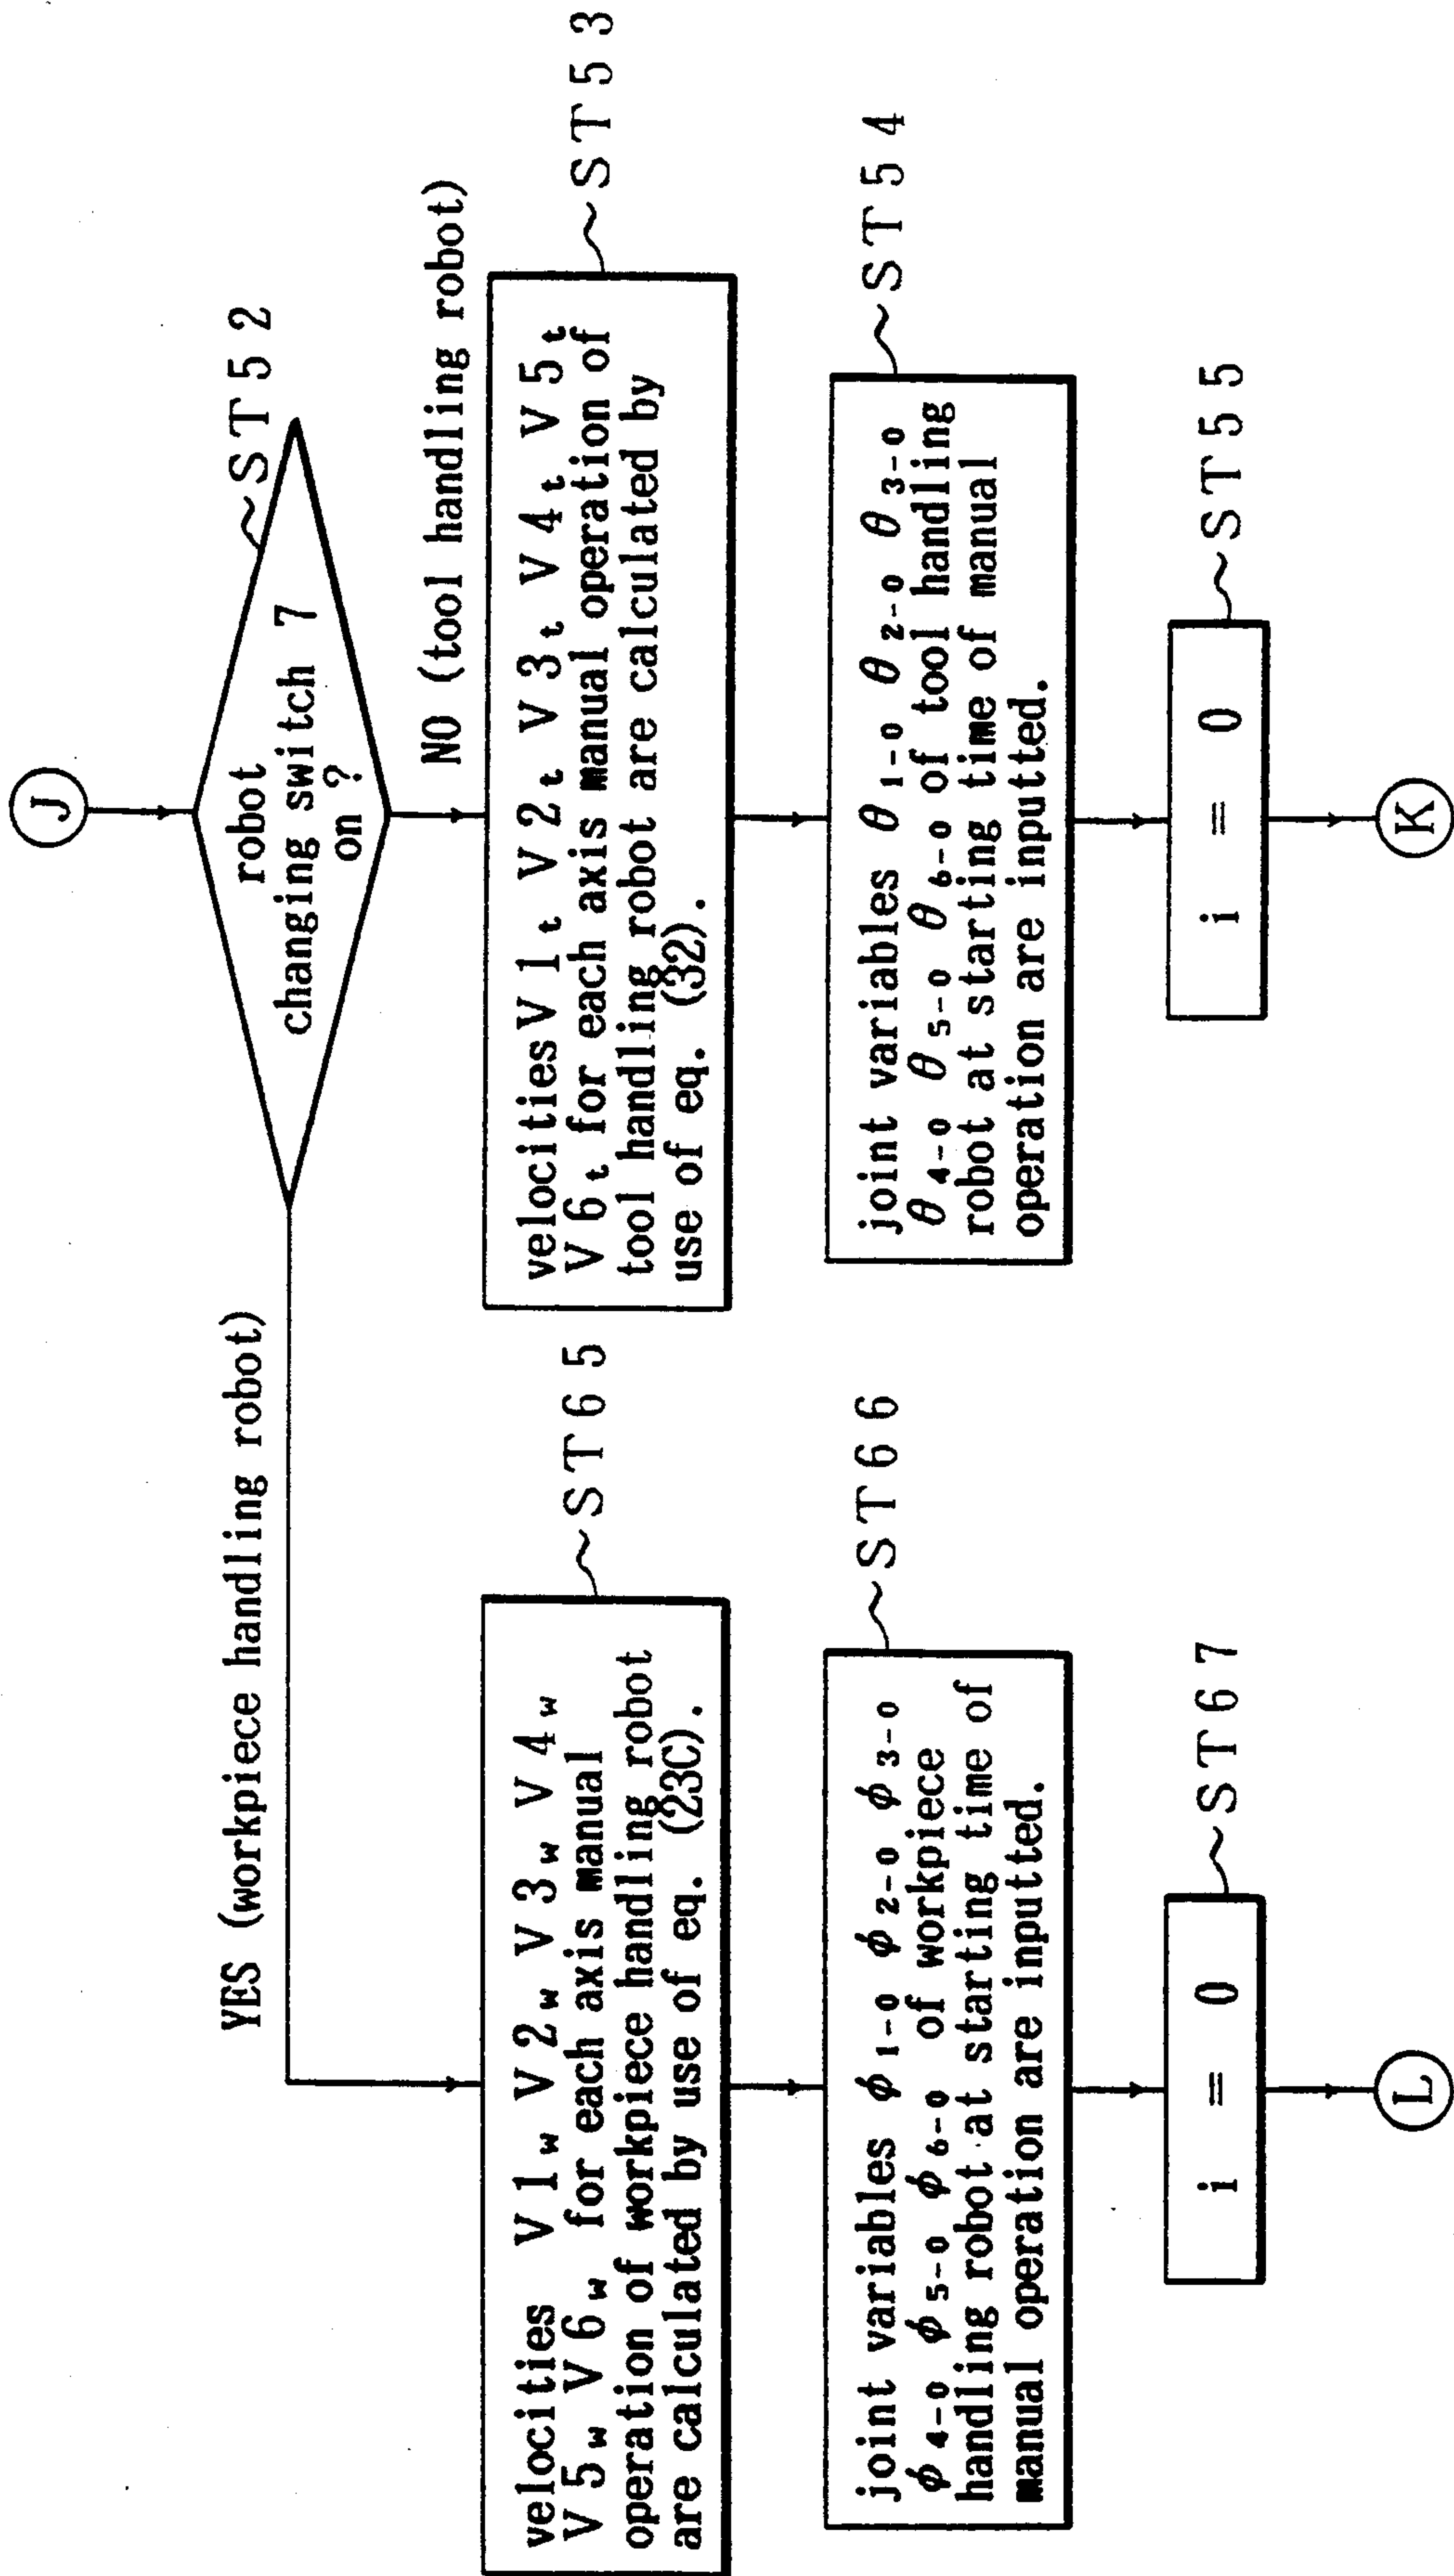 J
robot
changing switch 7
on ?
~ST52
YES (workpiece handling robot)
NO (tool handling robot)
velocities V1w V2w V3w V4w
V5w V6w for each axis manual
operation of workpiece handling robot
are calculated by use of eq. (23C).
~ST65
joint variables ϕ1-0 ϕ2-0 ϕ3-0
ϕ4-0 ϕ5-0 ϕ6-0 of workpiece
handling robot at starting time of
manual operation are inputted.
~ST66
i = 0
~ST67
L
velocities V1t V2t V3t V4t V5t
V6t for each axis manual operation of
tool handling robot are calculated by
use of eq. (32).
~ST53
joint variables θ1-0 θ2-0 θ3-0
θ4-0 θ5-0 θ6-0 of tool handling
robot at starting time of manual
operation are inputted.
~ST54
i = 0
~ST55
K